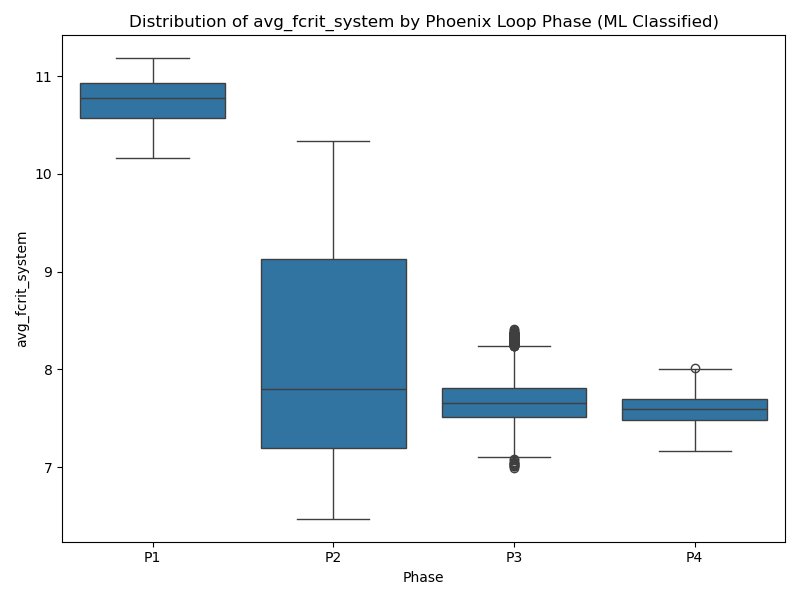 Distribution of avg_fcrit_system by Phoenix Loop Phase (ML Classified)
avg_fcrit_system
11
10
9
8
7
P1 P2 P3 P4
Phase